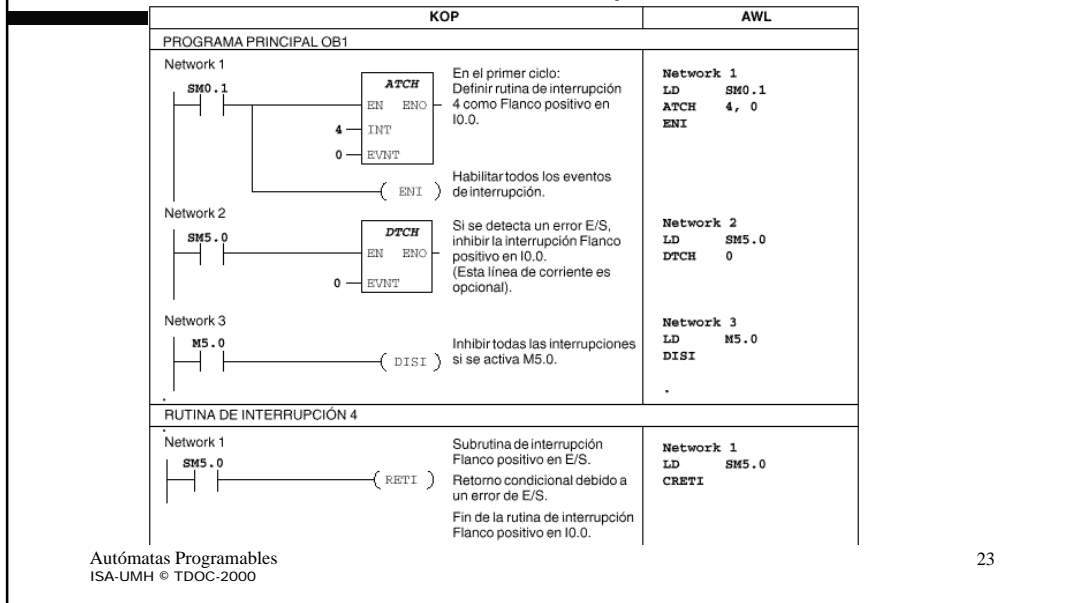 KOP
AWL
PROGRAMA PRINCIPAL OB1
Network 1
SM0.1
ATCH
EN ENO
4 INT
0 EVNT
( ENI )
En el primer ciclo:
Definir rutina de interrupción
4 como Flanco positivo en
I0.0.
Habilitar todos los eventos
de interrupción.
Network 1
LD SM0.1
ATCH 4, 0
ENI
Network 2
SM5.0
DTCH
EN ENO
0 EVNT
Si se detecta un error E/S,
inhibir la interrupción Flanco
positivo en I0.0.
(Esta línea de corriente es
opcional).
Network 2
LD SM5.0
DTCH 0
Network 3
M5.0
( DISI )
Inhibir todas las interrupciones
si se activa M5.0.
Network 3
LD M5.0
DISI
.
.
RUTINA DE INTERRUPCIÓN 4
.
Network 1
SM5.0
( RETI )
Subrutina de interrupción
Flanco positivo en E/S.
Retorno condicional debido a
un error de E/S.
Fin de la rutina de interrupción
Flanco positivo en I0.0.
Network 1
LD SM5.0
CRETI
Autómatas Programables
ISA-UMH © TDOC-2000
23